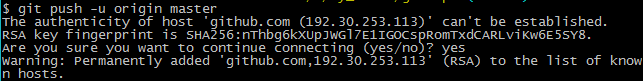 $ git push -u origin master
The authenticity of host 'github.com (192.30.253.113)' can't be established.
RSA key fingerprint is SHA256:nThbg6kXUpJWGl7E1IGOCspRomTxdCARLviKw6E5SY8.
Are you sure you want to continue connecting (yes/no)? yes
Warning: Permanently added 'github.com,192.30.253.113' (RSA) to the list of know
n hosts.